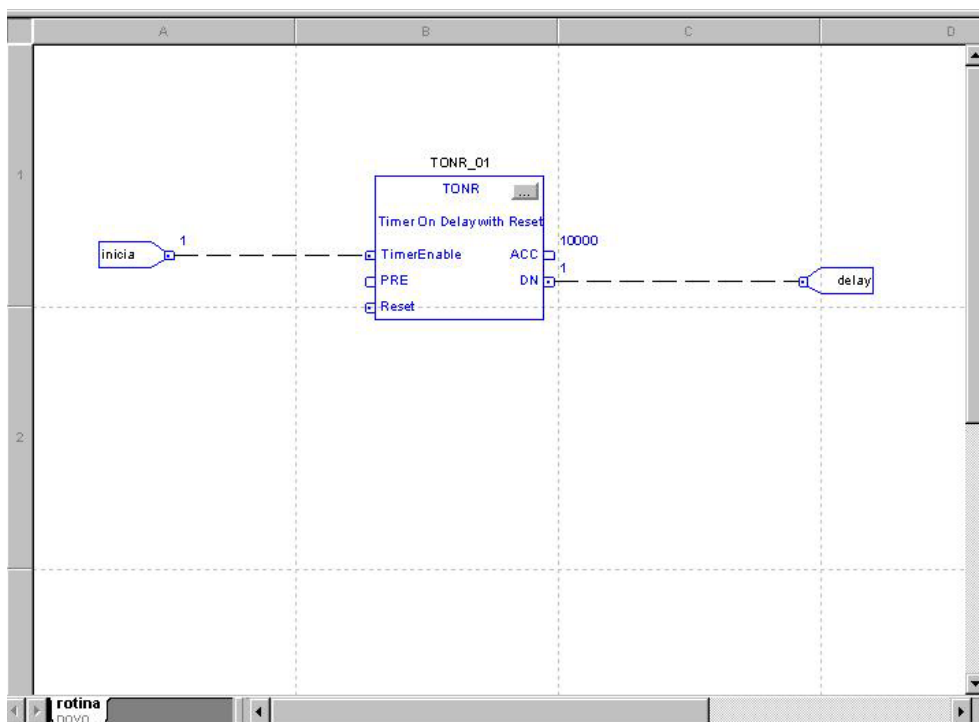 A B C D
1
TONR_01
TONR ...
Timer On Delay with Reset
inicia 1 TimerEnable ACC 10000
PRE DN 1 delay
Reset
2
rotina
novo